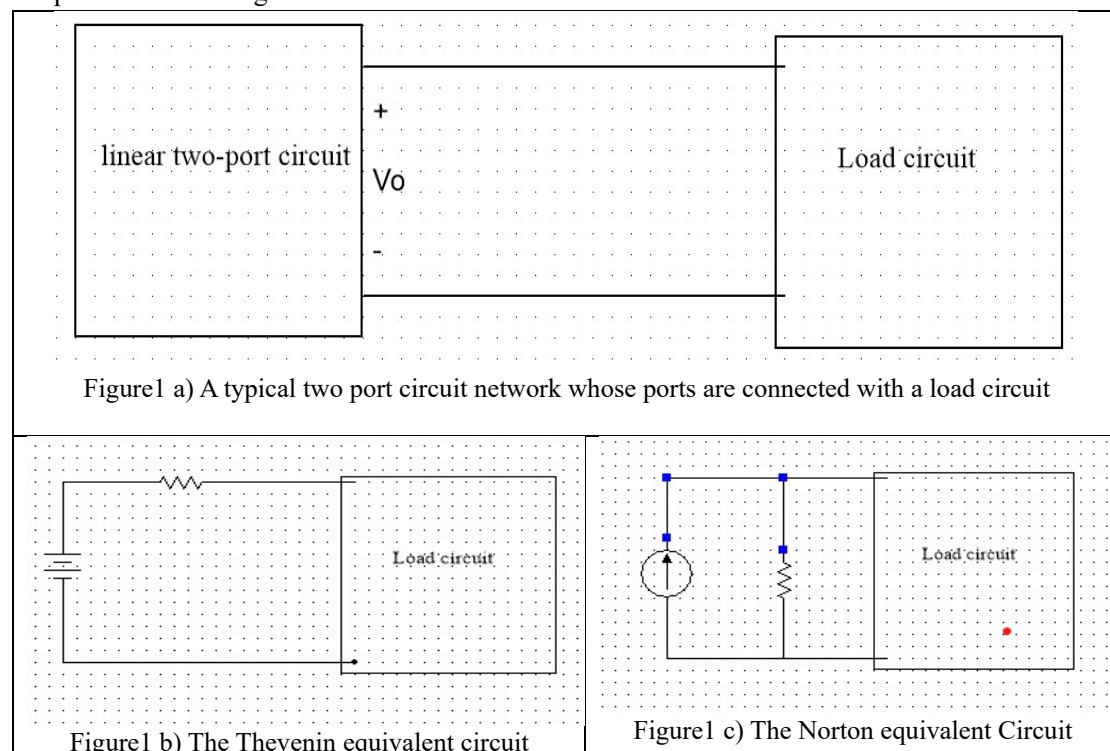 linear two-port circuit
+
Vo
-
Load circuit
Figure1 a) A typical two port circuit network whose ports are connected with a load circuit
Load circuit
Figure1 b) The Thevenin equivalent circuit
Load circuit
Figure1 c) The Norton equivalent Circuit